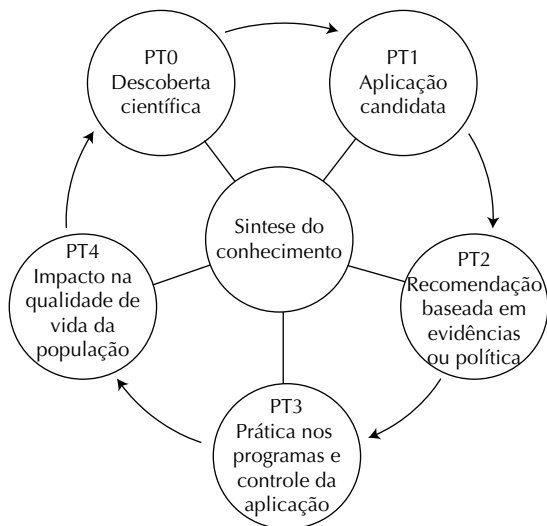 PT0
Descoberta
científica
PT1
Aplicação
candidata
Sintese do
conhecimento
PT4
Impacto na
qualidade de
vida da
população
PT2
Recomendação
baseada em
evidências
ou política
PT3
Prática nos
programas e
controle da
aplicação